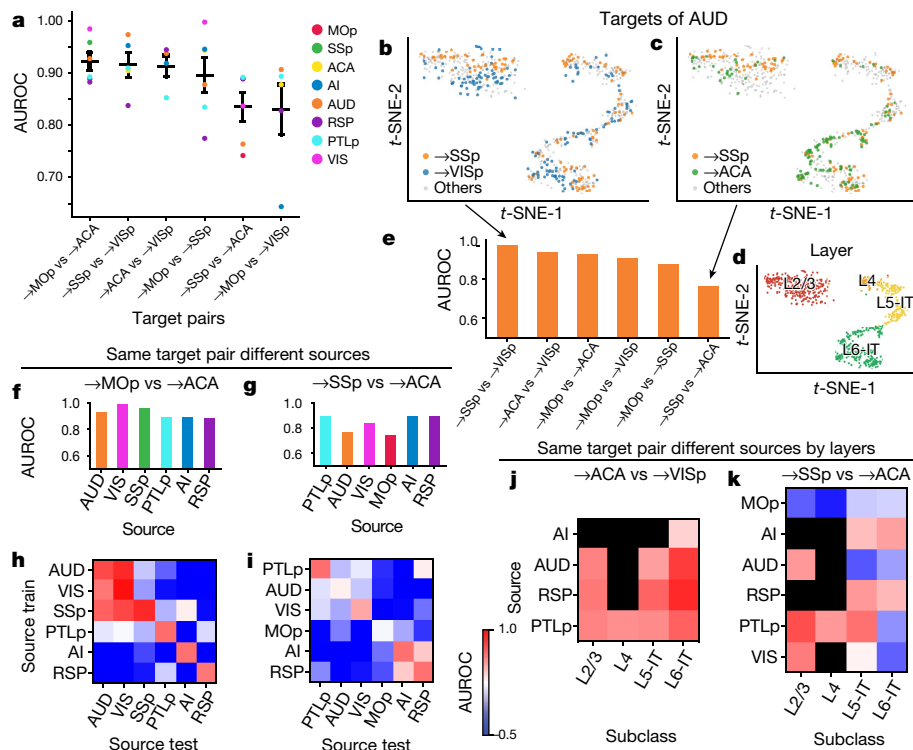 a
AUROC
1.00
0.90
0.80
0.70
→MOp vs →ACA
→SSp vs →VISp
→ACA vs →VISp
→MOp vs →SSp
→SSp vs →ACA
→MOp vs →VISp
Target pairs
MOp
SSp
ACA
AI
AUD
RSP
PTLp
VIS
Targets of AUD
b
t-SNE-2
→SSp
→VISp
Others
t-SNE-1
c
→SSp
→ACA
Others
t-SNE-1
e
AUROC
1.0
0.8
0.6
→SSp vs →VISp
→ACA vs →VISp
→MOp vs →ACA
→MOp vs →VISp
→MOp vs →SSp
→SSp vs →ACA
d
Layer
t-SNE-2
L2/3
L4
L5-IT
L6-IT
t-SNE-1
Same target pair different sources
f
→MOp vs →ACA
AUROC
1.0
0.8
0.6
AUD
VIS
SSp
PTLp
AI
RSP
Source
g
→SSp vs →ACA
1.0
0.8
0.6
PTLp
AUD
VIS
MOp
AI
RSP
Source
h
Source train
AUD
VIS
SSp
PTLp
AI
RSP
AUD
VIS
SSp
PTLp
AI
RSP
Source test
i
PTLp
AUD
VIS
MOp
AI
RSP
PTLp
AUD
VIS
MOp
AI
RSP
Source test
1.0
AUROC
0.5
Same target pair different sources by layers
j
→ACA vs →VISp
Source
AI
AUD
RSP
PTLp
L2/3
L4
L5-IT
L6-IT
Subclass
k
→SSp vs →ACA
MOp
AI
AUD
RSP
PTLp
VIS
L2/3
L4
L5-IT
L6-IT
Subclass